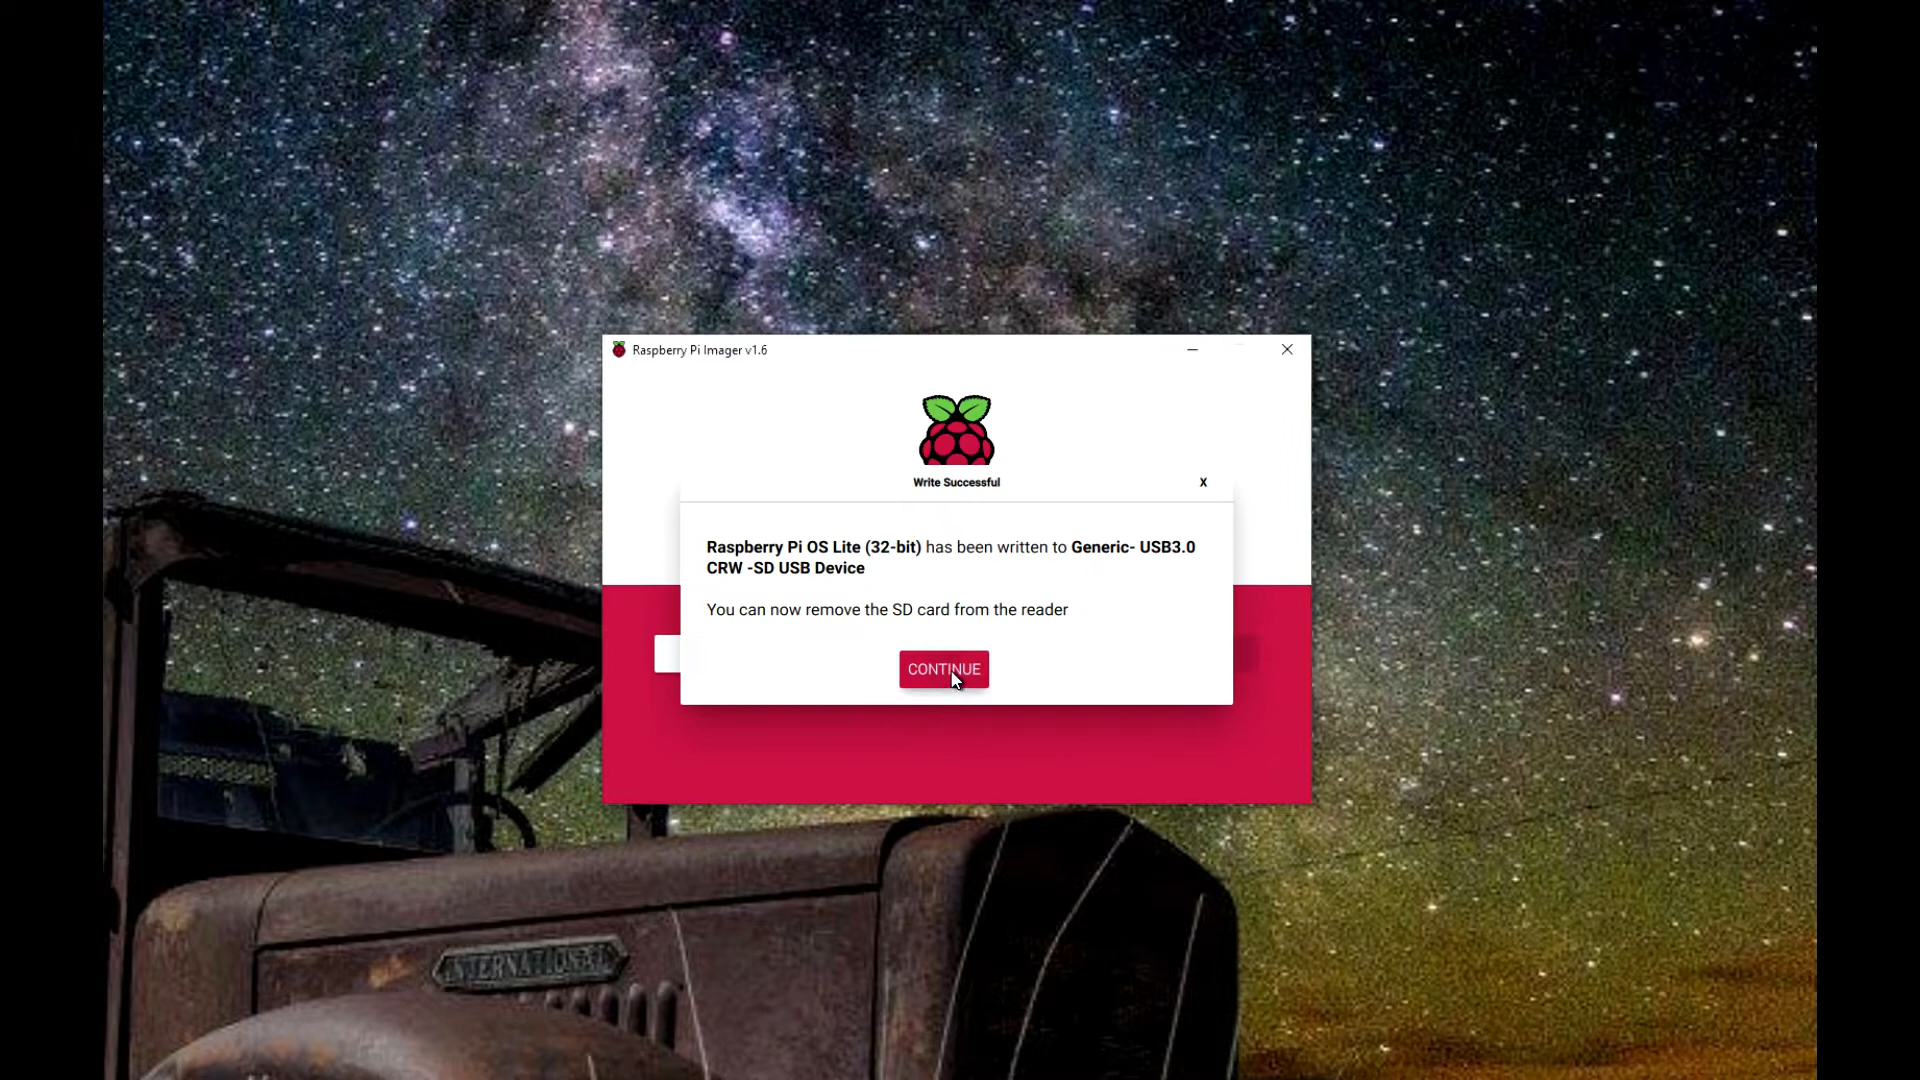 Raspberry Pi Imager v1.6
Write Successful
X
Raspberry Pi OS Lite (32-bit) has been written to Generic- USB3.0
CRW -SD USB Device
You can now remove the SD card from the reader
CONTINUE
INTERNATIONAL